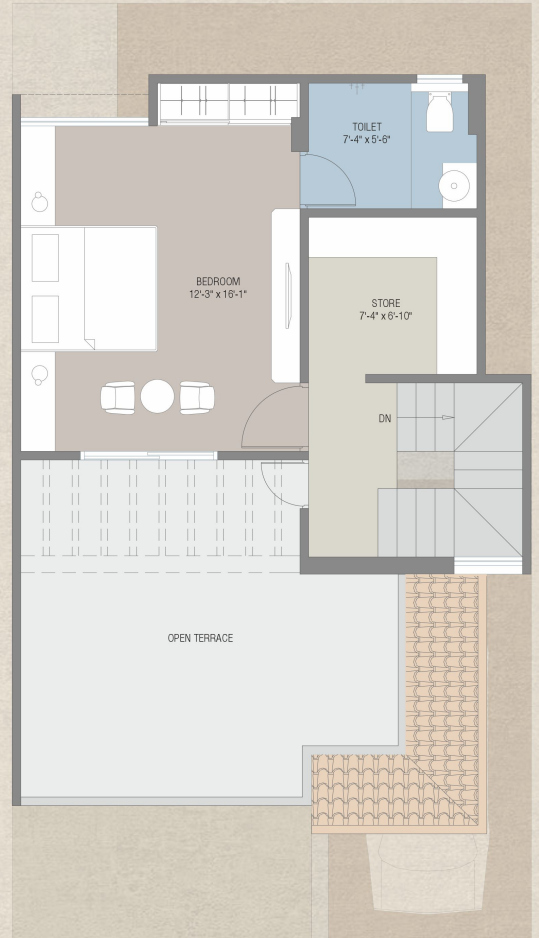 TOILET
7'-4" x 5'-6"
BEDROOM
12'-3" x 16'-1"
STORE
7'-4" x 6'-10"
DN
OPEN TERRACE